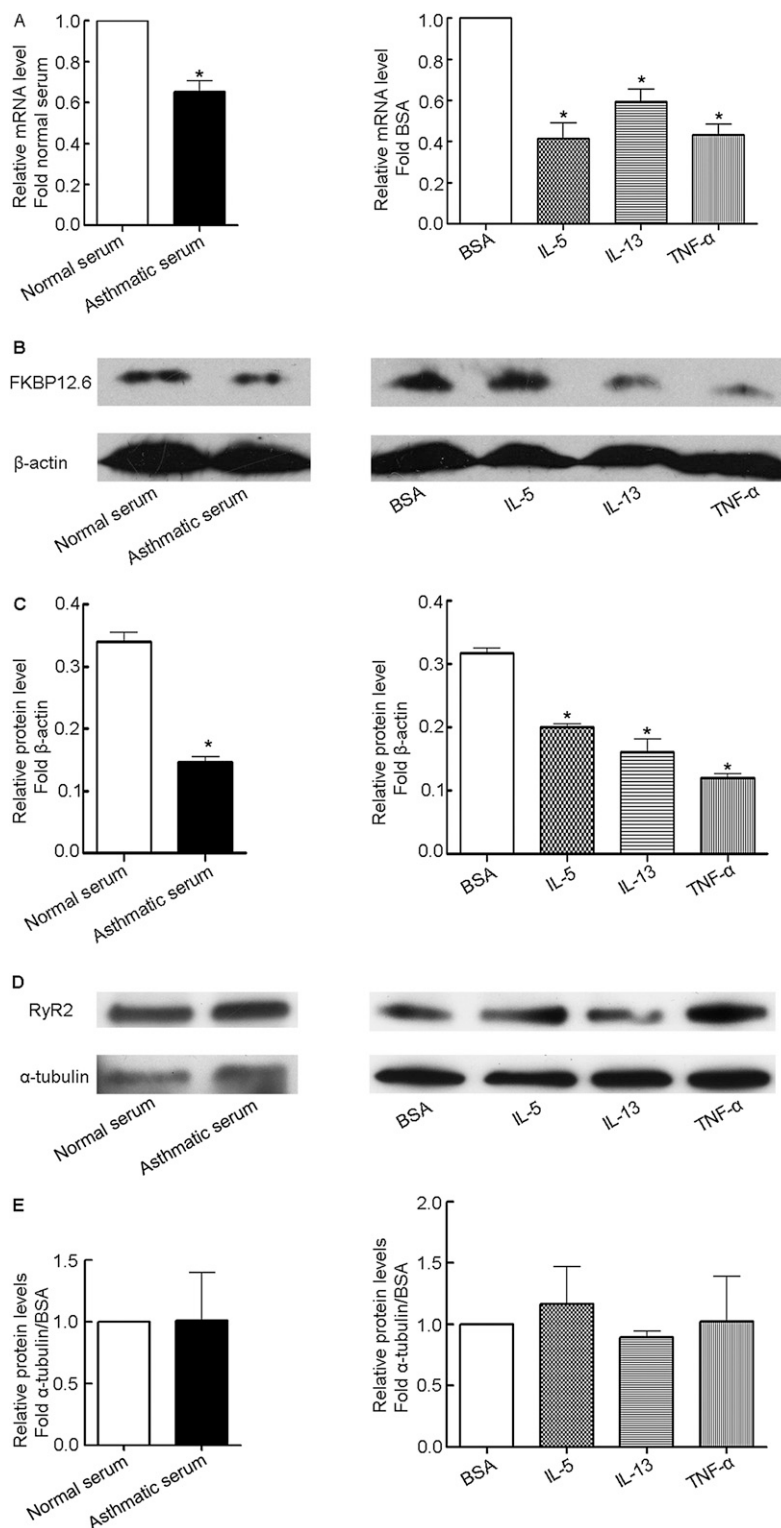 A
Relative mRNA level
Fold normal serum
1.0
0.8
0.6
0.4
0.2
0.0
*
Normal serum
Asthmatic serum
Relative mRNA level
Fold BSA
1.0
0.8
0.6
0.4
0.2
0.0
*
*
*
BSA
IL-5
IL-13
TNF-α
B
FKBP12.6
β-actin
Normal serum
Asthmatic serum
BSA
IL-5
IL-13
TNF-α
C
Relative protein level
Fold β-actin
0.4
0.3
0.2
0.1
0.0
*
Normal serum
Asthmatic serum
Relative protein level
Fold β-actin
0.4
0.3
0.2
0.1
0.0
*
*
*
BSA
IL-5
IL-13
TNF-α
D
RyR2
α-tubulin
Normal serum
Asthmatic serum
BSA
IL-5
IL-13
TNF-α
E
Relative protein levels
Fold α-tubulin/BSA
1.5
1.0
0.5
0.0
Normal serum
Asthmatic serum
Relative protein levels
Fold α-tubulin/BSA
2.0
1.5
1.0
0.5
0.0
BSA
IL-5
IL-13
TNF-α